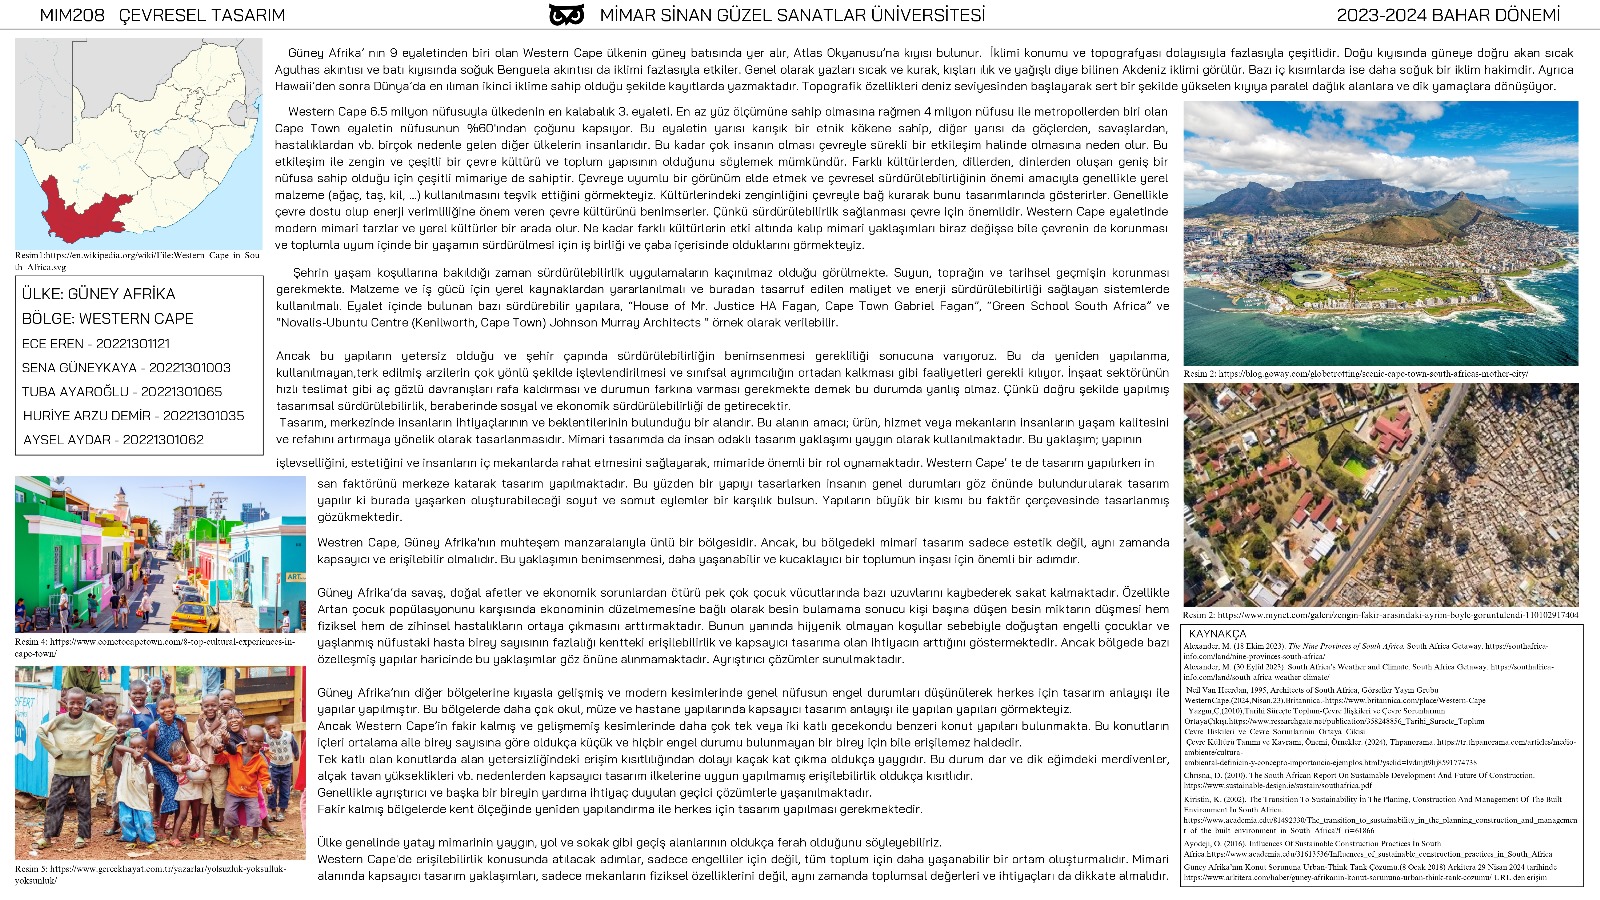 MIM208 ÇEVRESEL TASARIM
MİMAR SİNAN GÜZEL SANATLAR ÜNİVERSİTESİ
2023-2024 BAHAR DÖNEMİ
Güney Afrika' nın 9 eyaletinden biri olan Western Cape ülkenin güney batısında yer alır, Atlas Okyanusu'na kıyısı bulunur. İklimi konumu ve topografyası dolayısıyla fazlasıyla çeşitlidir. Doğu kıyısında güneye doğru akan sıcak
Agulhas akıntısı ve batı kıyısında soğuk Benguela akıntısı da iklimi fazlasıyla etkiler. Genel olarak yazları sıcak ve kurak, kışları ılık ve yağışlı diye bilinen Akdeniz iklimi görülür. Bazı iç kısımlarda ise daha soğuk bir iklim hakimdir. Ayrıca
Hawaii'den sonra Dünya'da en ılıman ikinci iklime sahip olduğu şekilde kayıtlarda yazmaktadır. Topografik özellikleri deniz seviyesinden başlayarak sert bir şekilde yükselen kıyıya paralel dağlık alanlara ve dik yamaçlara dönüşüyor.
Western Cape 6.5 milyon nüfusuyla ülkedenin en kalabalık 3. eyaleti. En az yüz ölçümüne sahip olmasına rağmen 4 milyon nüfusu ile metropollerden biri olan
Cape Town eyaletin nüfusunun %60'ından çoğunu kapsıyor. Bu eyaletin yarısı karışık bir etnik kökene sahip, diğer yarısı da göçlerden, savaşlardan,
hastalıklardan vb. birçok nedenle gelen diğer ülkelerin insanlarıdır. Bu kadar çok insanın olması çevreyle sürekli bir etkileşim halinde olmasına neden olur. Bu
etkileşim ile zengin ve çeşitli bir çevre kültürü ve toplum yapısının olduğunu söylemek mümkündür. Farklı kültürlerden, dillerden, dinlerden oluşan geniş bir
nüfusa sahip olduğu için çeşitli mimariye de sahiptir. Çevreye uyumlu bir görünüm elde etmek ve çevresel sürdürülebilirliğinin önemi amacıyla genellikle yerel
malzeme (ağaç, taş, kil, ...) kullanılmasını teşvik ettiğini görmekteyiz. Kültürlerindeki zenginliğini çevreyle bağ kurarak bunu tasarımlarında gösterirler. Genellikle
çevre dostu olup enerji verimliliğine önem veren çevre kültürünü benimserler. Çünkü sürdürülebilirlik sağlanması çevre için önemlidir. Western Cape eyaletinde
modern mimari tarzlar ve yerel kültürler bir arada olur. Ne kadar farklı kültürlerin etki altında kalıp mimari yaklaşımları biraz değişse bile çevrenin de korunması
ve toplumla uyum içinde bir yaşamın sürdürülmesi için iş birliği ve çaba içerisinde olduklarını görmekteyiz.
Şehrin yaşam koşullarına bakıldığı zaman sürdürülebilirlik uygulamaların kaçınılmaz olduğu görülmekte. Suyun, toprağın ve tarihsel geçmişin korunması
gerekmekte. Malzeme ve iş gücü için yerel kaynaklardan yararlanılmalı ve buradan tasarruf edilen maliyet ve enerji sürdürülebilirliği sağlayan sistemlerde
kullanılmalı. Eyalet içinde bulunan bazı sürdürebilir yapılara, "House of Mr. Justice HA Fagan, Cape Town Gabriel Fagan", "Green School South Africa" ve
"Novalis-Ubuntu Centre (Kenilworth, Cape Town) Johnson Murray Architects " örnek olarak verilebilir.
Ancak bu yapıların yetersiz olduğu ve şehir çapında sürdürülebilirliğin benimsenmesi gerekliliği sonucuna varıyoruz. Bu da yeniden yapılanma,
kullanılmayan,terk edilmiş arzilerin çok yönlü şekilde işlevlendirilmesi ve sınıfsal ayrımcılığın ortadan kalkması gibi faaliyetleri gerekli kılıyor. İnşaat sektörünün
hızlı teslimat gibi aç gözlü davranışları rafa kaldırması ve durumun farkına varması gerekmekte demek bu durumda yanlış olmaz. Çünkü doğru şekilde yapılmış
tasarımsal sürdürülebilirlik, beraberinde sosyal ve ekonomik sürdürülebilirliği de getirecektir.
Tasarım, merkezinde insanların ihtiyaçlarının ve beklentilerinin bulunduğu bir alandır. Bu alanın amacı; ürün, hizmet veya mekanların insanların yaşam kalitesini
ve refahını artırmaya yönelik olarak tasarlanmasıdır. Mimari tasarımda da insan odaklı tasarım yaklaşımı yaygın olarak kullanılmaktadır. Bu yaklaşım; yapının
işlevselliğini, estetiğini ve insanların iç mekanlarda rahat etmesini sağlayarak, mimaride önemli bir rol oynamaktadır. Western Cape' te de tasarım yapılırken in
san faktörünü merkeze katarak tasarım yapılmaktadır. Bu yüzden bir yapıyı tasarlarken insanın genel durumları göz önünde bulundurularak tasarım
yapılır ki burada yaşarken oluşturabileceği soyut ve somut eylemler bir karşılık bulsun. Yapıların büyük bir kısmı bu faktör çerçevesinde tasarlanmış
gözükmektedir.
Westren Cape, Güney Afrika'nın muhteşem manzaralarıyla ünlü bir bölgesidir. Ancak, bu bölgedeki mimari tasarım sadece estetik değil, aynı zamanda
kapsayıcı ve erişilebilir olmalıdır. Bu yaklaşımın benimsenmesi, daha yaşanabilir ve kucaklayıcı bir toplumun inşası için önemli bir adımdır.
Güney Afrika'da savaş, doğal afetler ve ekonomik sorunlardan ötürü pek çok çocuk vücutlarında bazı uzuvlarını kaybederek sakat kalmaktadır. Özellikle
Artan çocuk popülasyonunu karşısında ekonominin düzelmemesine bağlı olarak besin bulamama sonucu kişi başına düşen besin miktarın düşmesi hem
fiziksel hem de zihinsel hastalıkların ortaya çıkmasını arttırmaktadır. Bunun yanında hijyenik olmayan koşullar sebebiyle doğuştan engelli çocuklar ve
yaşlanmış nüfustaki hasta birey sayısının fazlalığı kentteki erişilebilirlik ve kapsayıcı tasarıma olan ihtiyacın arttığını göstermektedir. Ancak bölgede bazı
özelleşmiş yapılar haricinde bu yaklaşımlar göz önüne alınmamaktadır. Ayrıştırıcı çözümler sunulmaktadır.
Güney Afrika'nın diğer bölgelerine kıyasla gelişmiş ve modern kesimlerinde genel nüfusun engel durumları düşünülerek herkes için tasarım anlayışı ile
yapılar yapılmıştır. Bu bölgelerde daha çok okul, müze ve hastane yapılarında kapsayıcı tasarım anlayışı ile yapılan yapıları görmekteyiz.
Ancak Western Cape'in fakir kalmış ve gelişmemiş kesimlerinde daha çok tek veya iki katlı gecekondu benzeri konut yapıları bulunmakta. Bu konutların
içleri ortalama aile birey sayısına göre oldukça küçük ve hiçbir engel durumu bulunmayan bir birey için bile erişilemez haldedir.
Tek katlı olan konutlarda alan yetersizliğindeki erişim kısıtlılığından dolayı kaçak kat çıkma oldukça yaygıdır. Bu durum dar ve dik eğimdeki merdivenler,
alçak tavan yükseklikleri vb. nedenlerden kapsayıcı tasarım ilkelerine uygun yapılmamış erişilebilirlik oldukça kısıtlıdır.
Genellikle ayrıştırıcı ve başka bir bireyin yardıma ihtiyaç duyulan geçici çözümlerle yaşanılmaktadır.
Fakir kalmış bölgelerde kent ölçeğinde yeniden yapılandırma ile herkes için tasarım yapılması gerekmektedir.
Ülke genelinde yatay mimarinin yaygın, yol ve sokak gibi geçiş alanlarının oldukça ferah olduğunu söyleyebiliriz.
Western Cape'de erişilebilirlik konusunda atılacak adımlar, sadece engelliler için değil, tüm toplum için daha yaşanabilir bir ortam oluşturmalıdır. Mimari
alanında kapsayıcı tasarım yaklaşımları, sadece mekanların fiziksel özelliklerini değil, aynı zamanda toplumsal değerleri ve ihtiyaçları da dikkate almalıdır.
Resim1:https://en.wikipedia.org/wiki/File:Western_Cape_in_Sou
th_Africa.svg
ÜLKE: GÜNEY AFRİKA
BÖLGE: WESTERN CAPE
ECE EREN - 20221301121
SENA GÜNEYKAYA - 20221301003
TUBA AYAROĞLU - 20221301065
HURİYE ARZU DEMİR - 20221301035
AYSEL AYDAR - 20221301062
ART...
Resim 4: https://www.cometocapetown.com/8-top-cultural-experiences-in-
cape-town/
Resim 5: https://www.gercekhayat.com.tr/yazarlar/yolsuzluk-yoksulluk-
yoksunluk/
Resim 2: https://blog.goway.com/globetrotting/scenic-cape-town-south-africas-mother-city/
Resim 2: https://www.mynet.com/galeri/zengin-fakir-arasindaki-ayrim-boyle-goruntulendi-110102917404
KAYNAKÇA
Alexander, M. (18 Ekim 2023). The Nine Provinces of South Africa. South Africa Getaway. https://southafrica-
info.com/land/nine-provinces-south-africa/
Alexander, M. (30 Eylül 2023). South Africa's Weather and Climate. South Africa Getaway. https://southafrica-
info.com/land/south-africa-weather-climate/
Neil Van Heerdan, 1995, Architects of South Africa, Görseller Yayın Grubu
WesternCape.(2024,Nisan,23).Britannica.-https://www.britannica.com/place/Western-Cape
Yazgın,C,(2010),Tarihi Süreçte Toplum-Çevre İlişkileri ve Çevre Sorunlarının
OrtayaÇıkışı.https://www.researchgate.net/publication/358248856_Tarihi_Surecte_Toplum
Cevre_Iliskileri_ve_Cevre_Sorunlarinin_Ortaya_Cikisi
Çevre Kültürü Tanımı ve Kavramı, Önemi, Örnekler. (2024), Thpanorama. https://tr.thpanorama.com/articles/medio-
ambiente/cultura-
Chrisna, D. (2010). The South African Report On Sustainable Development And Future Of Construction.
https://www.sustainable-design.ie/sustain/southafrica.pdf
Kristin, K. (2002). The Transition To Sustainability in The Planing, Construction And Management Of The Built
Environment In South Africa
https://www.academia.edu/81492330/The_transition_to_sustainability_in_the_planning_construction_and_managemen
t_of_the_built_environment_in_South_Africa?f_ri=61866
Ayodeji, O. (2016). Influences Of Sustainable Construction Practices In South
Africa https://www.academia.edu/31613536/Influences_of_sustainable_construction_practices_in_South_Africa
Güney Afrika'nın Konut Sorununa Urban-Think Tank Çözümü.(8 Ocak 2018) Arkitera 29 Nisan 2024 tarihinde
https://www.arkitera.com/haber/guney-afrikanin-konut-sorununa-urban-think-tank-cozumu/ URL'den erişim